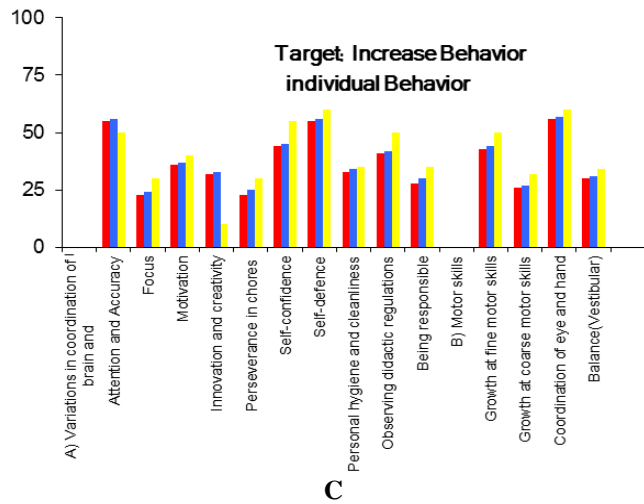 100
75
50
25
0
Target: Increase Behavior
individual Behavior
A) Variations in coordination of
brain and
Attention and Accuracy
Focus
Motivation
Innovation and creativity
Perseverance in chores
Self-confidence
Self-defence
Personal hygiene and cleanliness
Observing didactic regulations
Being responsible
B) Motor skills
Growth at fine motor skills
Growth at coarse motor skills
Coordination of eye and hand
Balance(Vestibular)
C